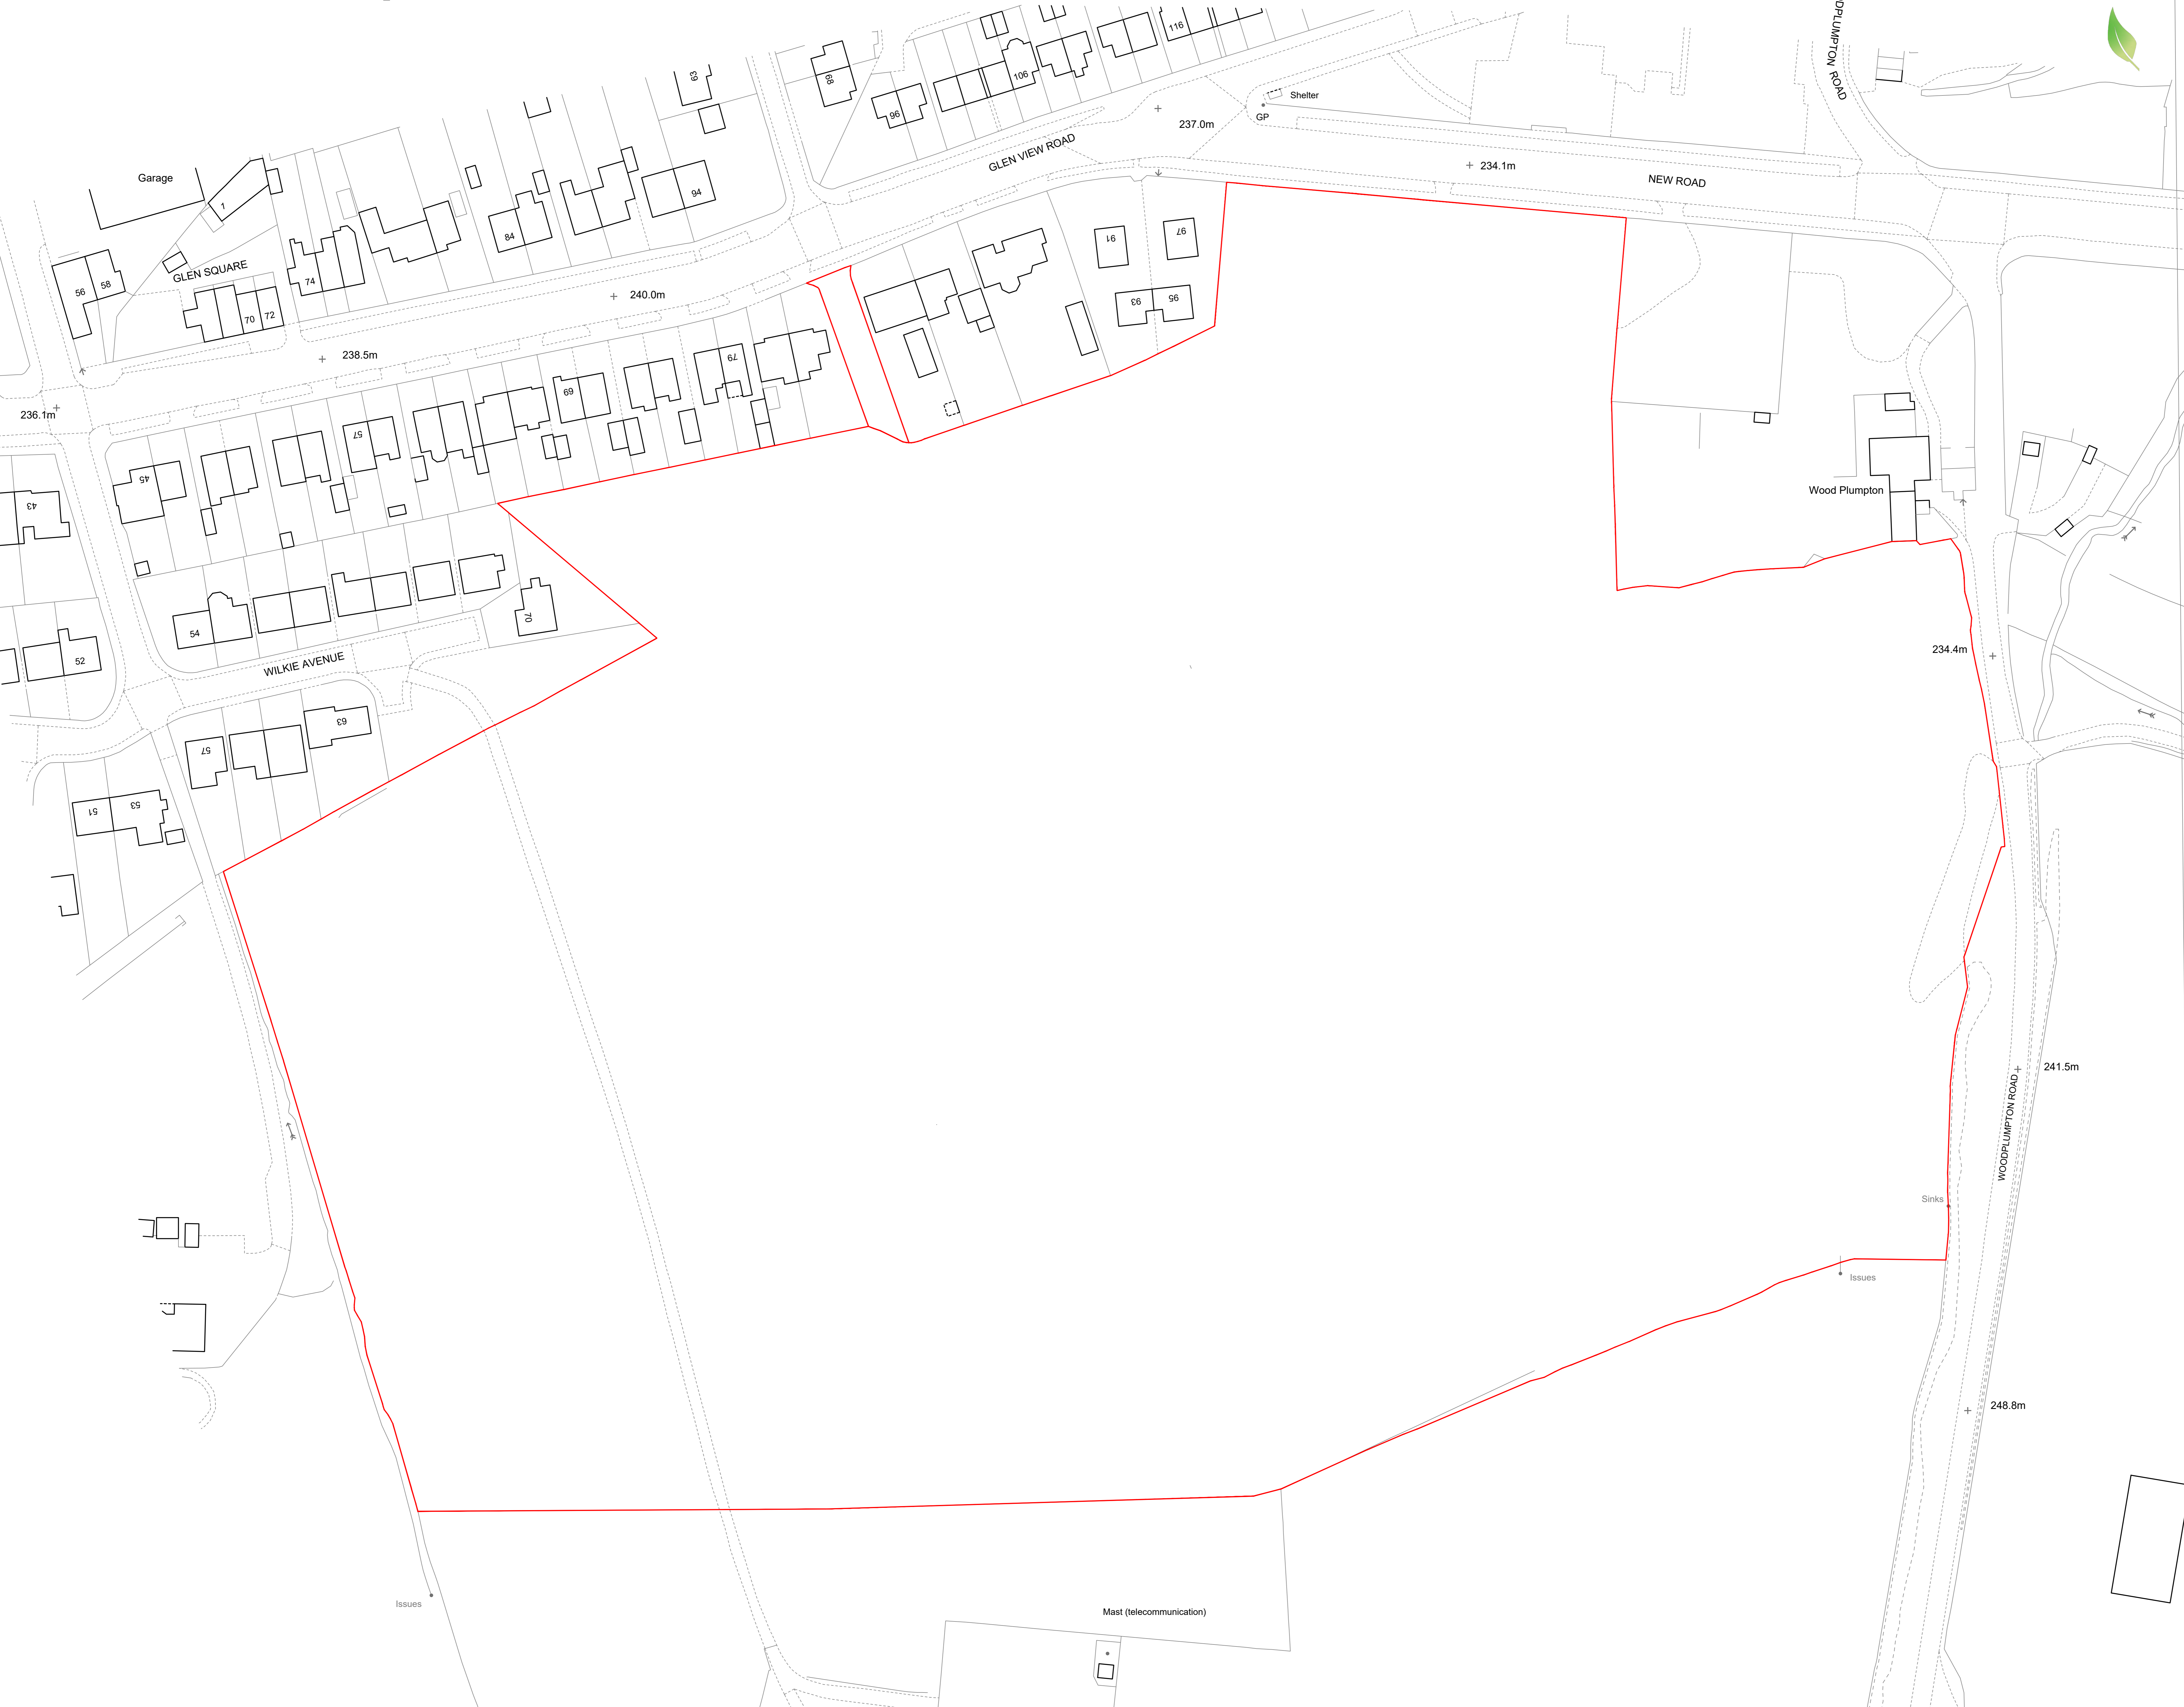 116
DPLUMPTON ROAD
63
68
106
96
Shelter
GP
237.0m
GLEN VIEW ROAD
234.1m
NEW ROAD
Garage
1
94
84
74
GLEN SQUARE
56
58
70
72
91
97
93
95
240.0m
238.5m
236.1m
79
69
57
45
43
Wood Plumpton
54
70
52
WILKIE AVENUE
234.4m
63
57
51
53
241.5m
WOODPLUMPTON ROAD
Sinks
Issues
248.8m
Issues
Mast (telecommunication)